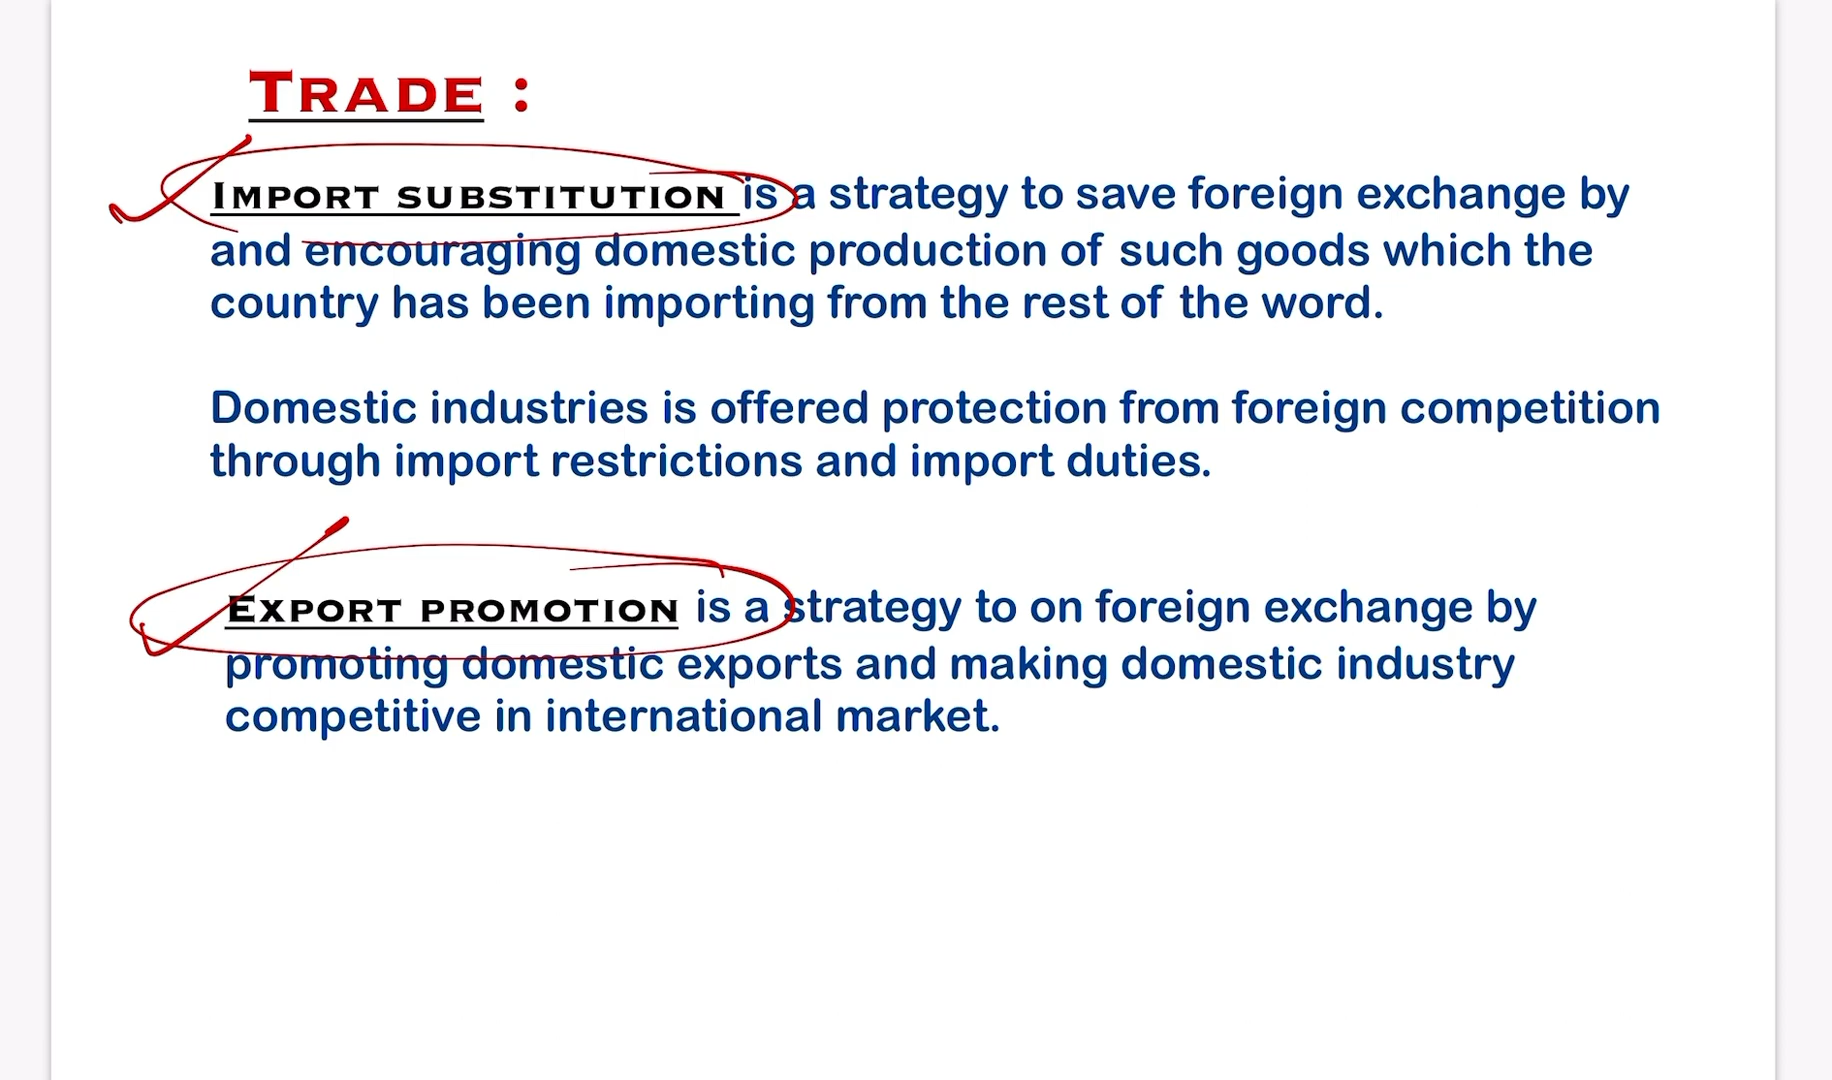 TRADE :
IMPORT SUBSTITUTION is a strategy to save foreign exchange by
and encouraging domestic production of such goods which the
country has been importing from the rest of the word.
Domestic industries is offered protection from foreign competition
through import restrictions and import duties.
EXPORT PROMOTION is a strategy to on foreign exchange by
promoting domestic exports and making domestic industry
competitive in international market.